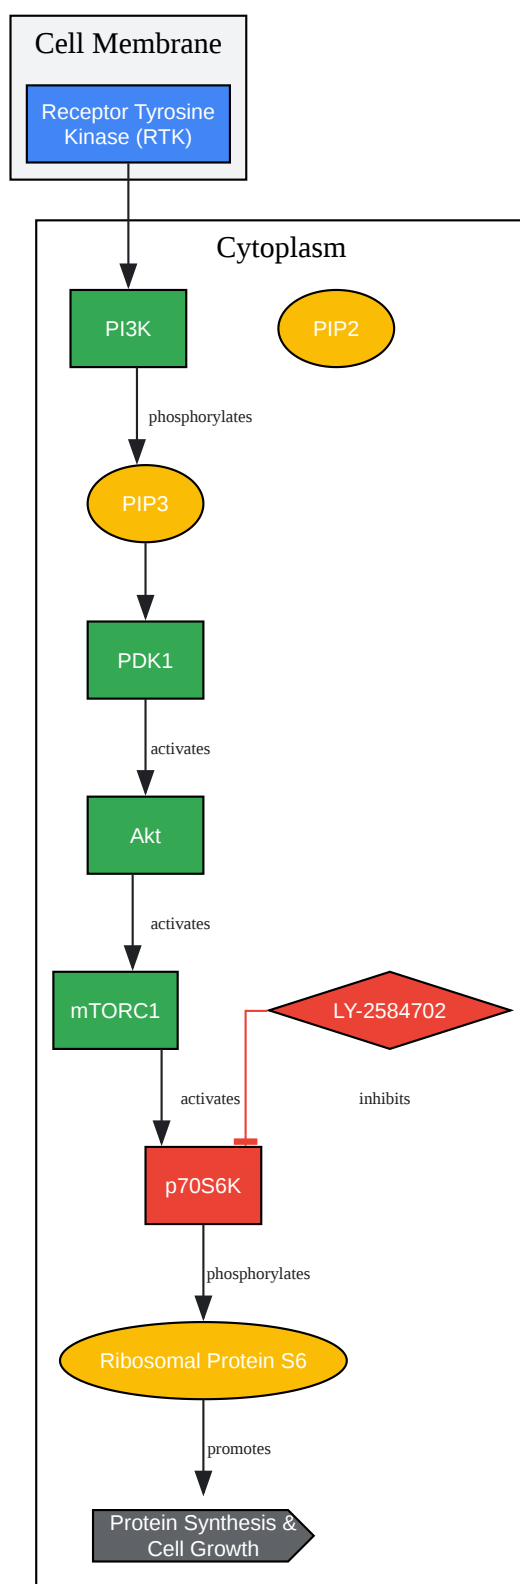 Cell Membrane
Receptor Tyrosine
Kinase (RTK)
Cytoplasm
PI3K
PIP2
phosphorylates
PIP3
PDK1
activates
Akt
activates
mTORC1
LY-2584702
activates
inhibits
p70S6K
phosphorylates
Ribosomal Protein S6
promotes
Protein Synthesis &
Cell Growth